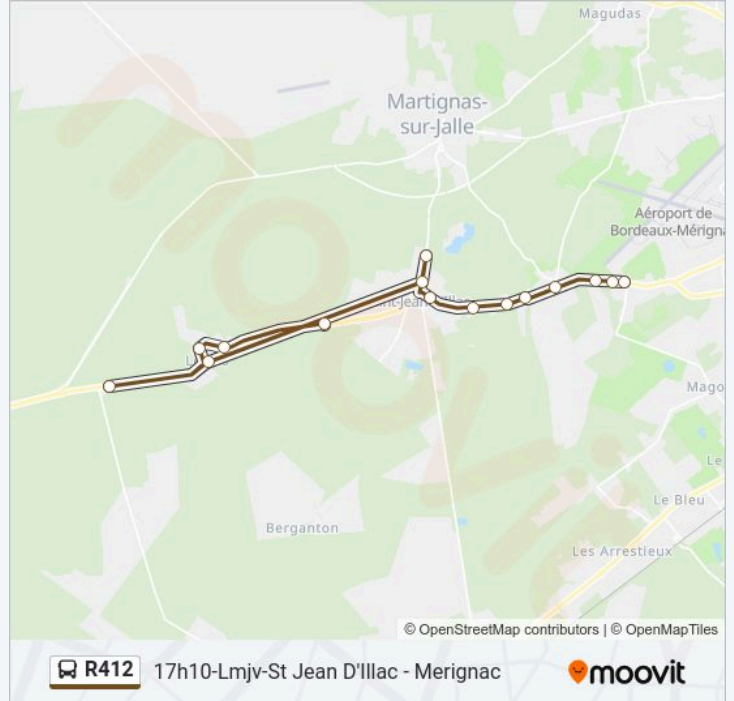 Magudas
Martignas-
sur-Jalle
Aéroport de
Bordeaux-Mérigna
Mago
Le
Le Bleu
Berganton
Les Arrestieux
© OpenStreetMap contributors | © OpenMapTiles
R412 17h10-Lmjv-St Jean D'Illac - Merignac
moovit